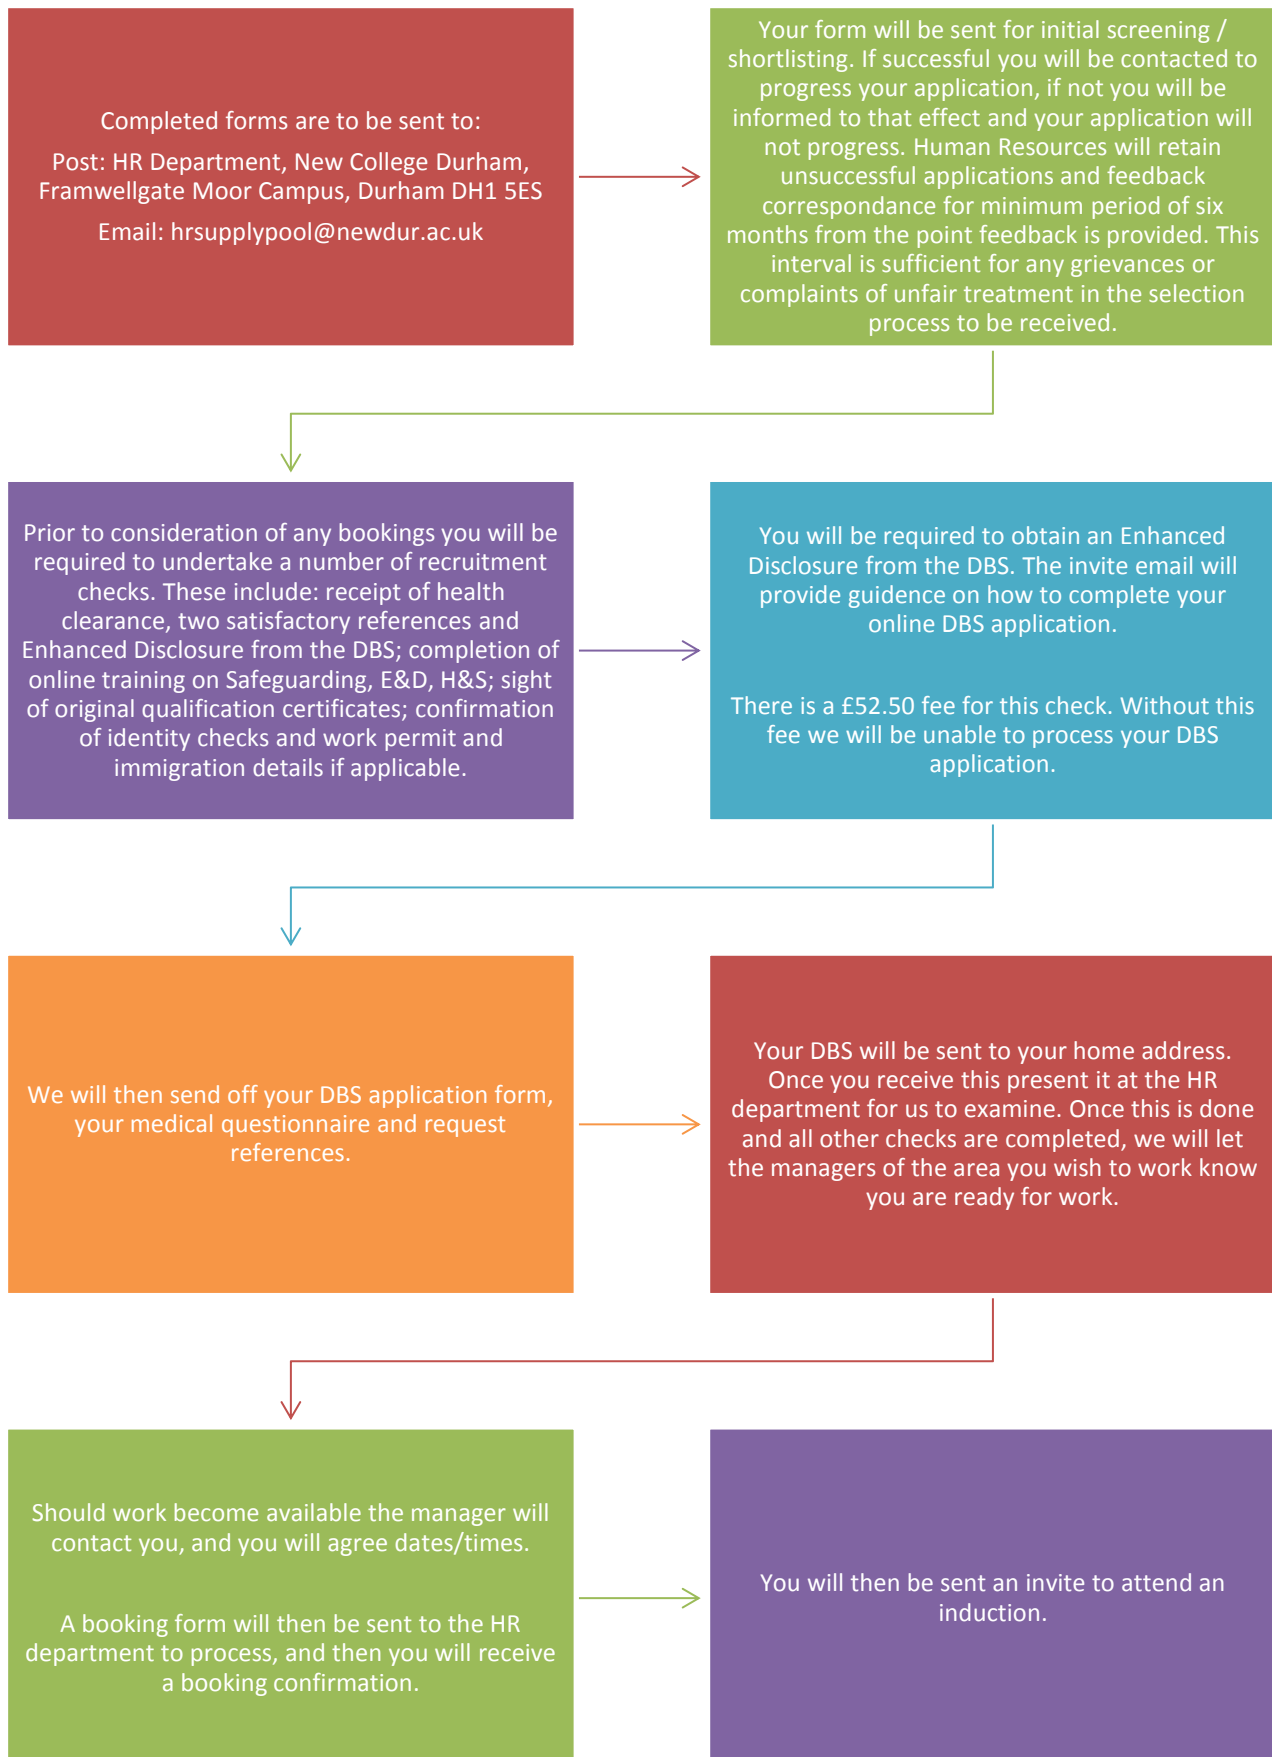 Completed forms are to be sent to:
Post: HR Department, New College Durham,
Framwellgate Moor Campus, Durham DH1 5ES
Email: hrsupplypool@newdur.ac.uk
Your form will be sent for initial screening /
shortlisting. If successful you will be contacted to
progress your application, if not you will be
informed to that effect and your application will
not progress. Human Resources will retain
unsuccessful applications and feedback
correspondance for minimum period of six
months from the point feedback is provided. This
interval is sufficient for any grievances or
complaints of unfair treatment in the selection
process to be received.
Prior to consideration of any bookings you will be
required to undertake a number of recruitment
checks. These include: receipt of health
clearance, two satisfactory references and
Enhanced Disclosure from the DBS; completion of
online training on Safeguarding, E&D, H&S; sight
of original qualification certificates; confirmation
of identity checks and work permit and
immigration details if applicable.
You will be required to obtain an Enhanced
Disclosure from the DBS. The invite email will
provide guidance on how to complete your
online DBS application.
There is a £52.50 fee for this check. Without this
fee we will be unable to process your DBS
application.
We will then send off your DBS application form,
your medical questionnaire and request
references.
Your DBS will be sent to your home address.
Once you receive this present it at the HR
department for us to examine. Once this is done
and all other checks are completed, we will let
the managers of the area you wish to work know
you are ready for work.
Should work become available the manager will
contact you, and you will agree dates/times.
A booking form will then be sent to the HR
department to process, and then you will receive
a booking confirmation.
You will then be sent an invite to attend an
induction.